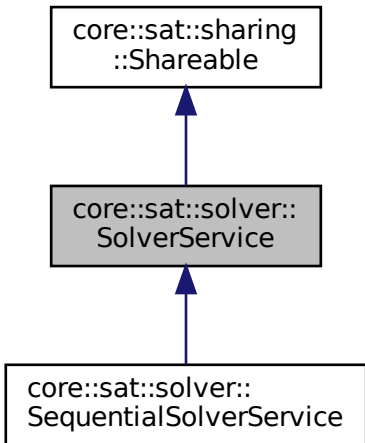 core::sat::sharing
::Shareable
core::sat::solver::
SolverService
core::sat::solver::
SequentialSolverService